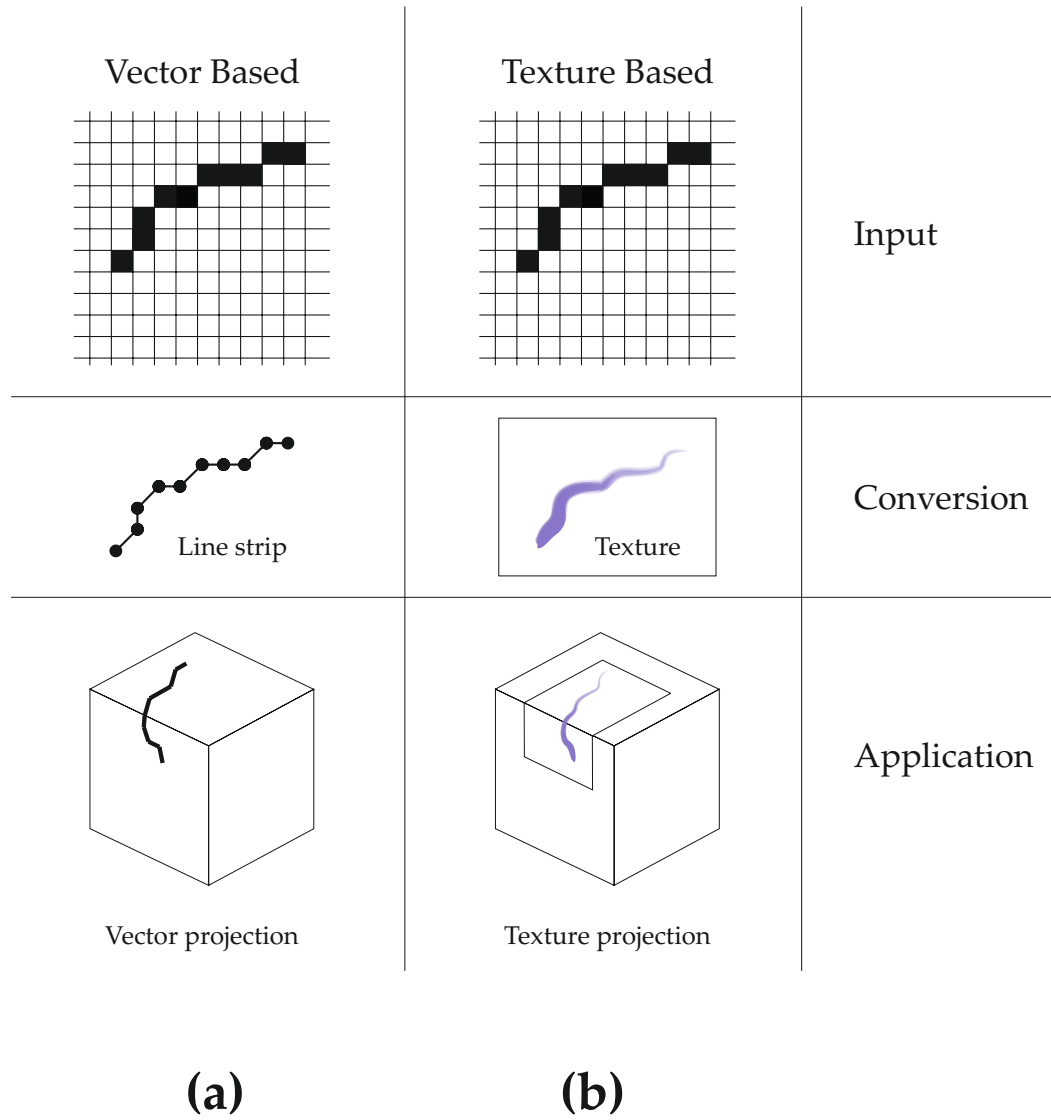 Vector Based
Texture Based
Input
Line strip
Texture
Conversion
Application
Vector projection
Texture projection
(a)
(b)